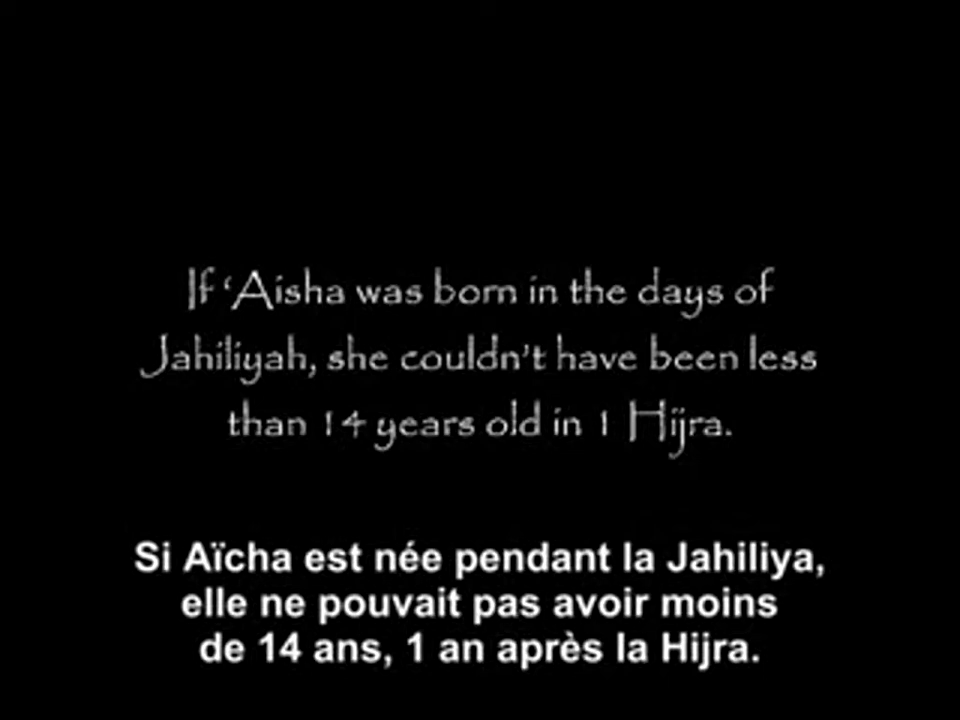 If ‘Aisha was born in the days of
Jahiliyah, she couldn't have been less
than 14 years old in 1 Hijra.
Si Aïcha est née pendant la Jahiliya,
elle ne pouvait pas avoir moins
de 14 ans, 1 an après la Hijra.